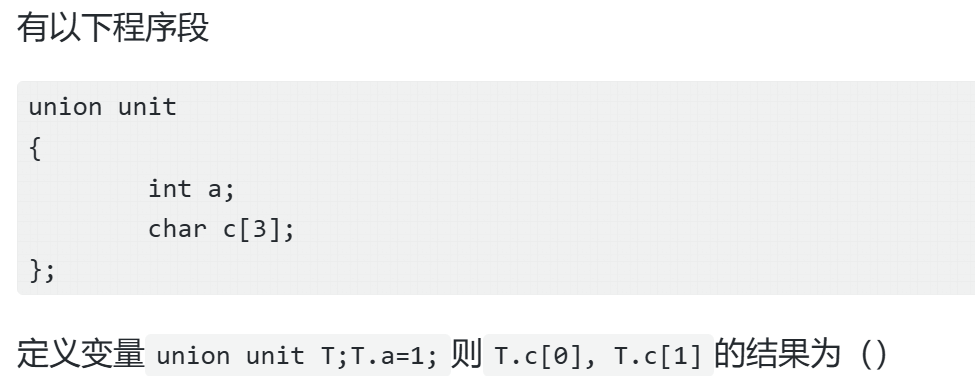 有以下程序段
union unit
{
        int a;
        char c[3];
};
定义变量 union unit T;T.a=1; 则 T.c[0], T.c[1] 的结果为（）